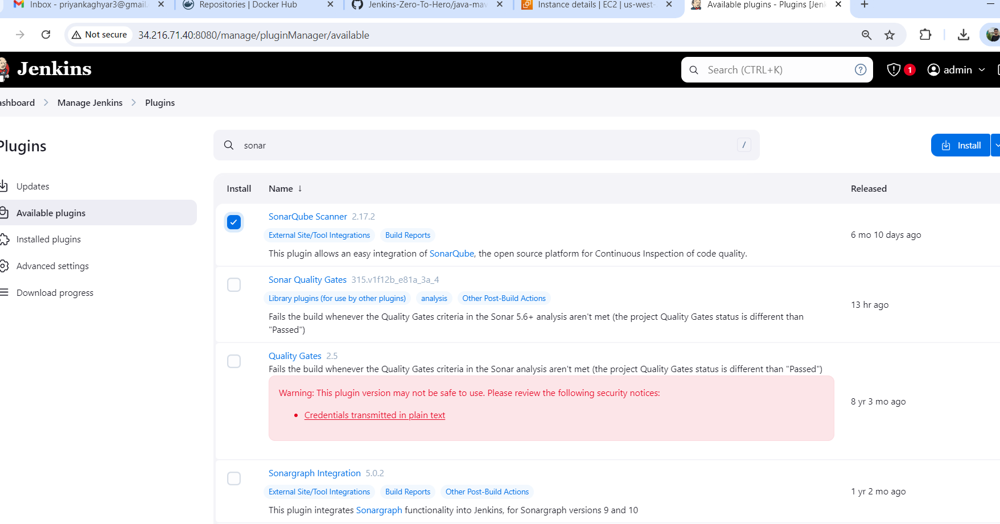 Inbox - priyankaghyar3@gmail.
Repositories | Docker Hub
Jenkins-Zero-To-Hero/java-mav
Instance details | EC2 | us-west-
Available plugins - Plugins [Jenk
Not secure
34.216.71.40:8080/manage/pluginManager/available
Jenkins
Search (CTRL+K)
?
1
admin
ashboard
Manage Jenkins
Plugins
Plugins
sonar
/
Install
Updates
Available plugins
Installed plugins
Advanced settings
Download progress
Install
Name ↓
Released
SonarQube Scanner 2.17.2
External Site/Tool Integrations
Build Reports
This plugin allows an easy integration of SonarQube, the open source platform for Continuous Inspection of code quality.
6 mo 10 days ago
Sonar Quality Gates 315.v1f12b_e81a_3a_4
Library plugins (for use by other plugins)
analysis
Other Post-Build Actions
Fails the build whenever the Quality Gates criteria in the Sonar 5.6+ analysis aren't met (the project Quality Gates status is different than
"Passed")
13 hr ago
Quality Gates 2.5
Fails the build whenever the Quality Gates criteria in the Sonar analysis aren't met (the project Quality Gates status is different than "Passed")
Warning: This plugin version may not be safe to use. Please review the following security notices:
• Credentials transmitted in plain text
8 yr 3 mo ago
Sonargraph Integration 5.0.2
External Site/Tool Integrations
Build Reports
Other Post-Build Actions
This plugin integrates Sonargraph functionality into Jenkins, for Sonargraph versions 9 and 10
1 yr 2 mo ago